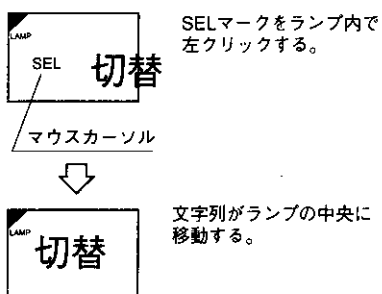 SELマークをランプ内で
左クリックする。
LAMP
SEL
切替
マウスカーソル
文字列がランプの中央に
移動する。
LAMP
切替